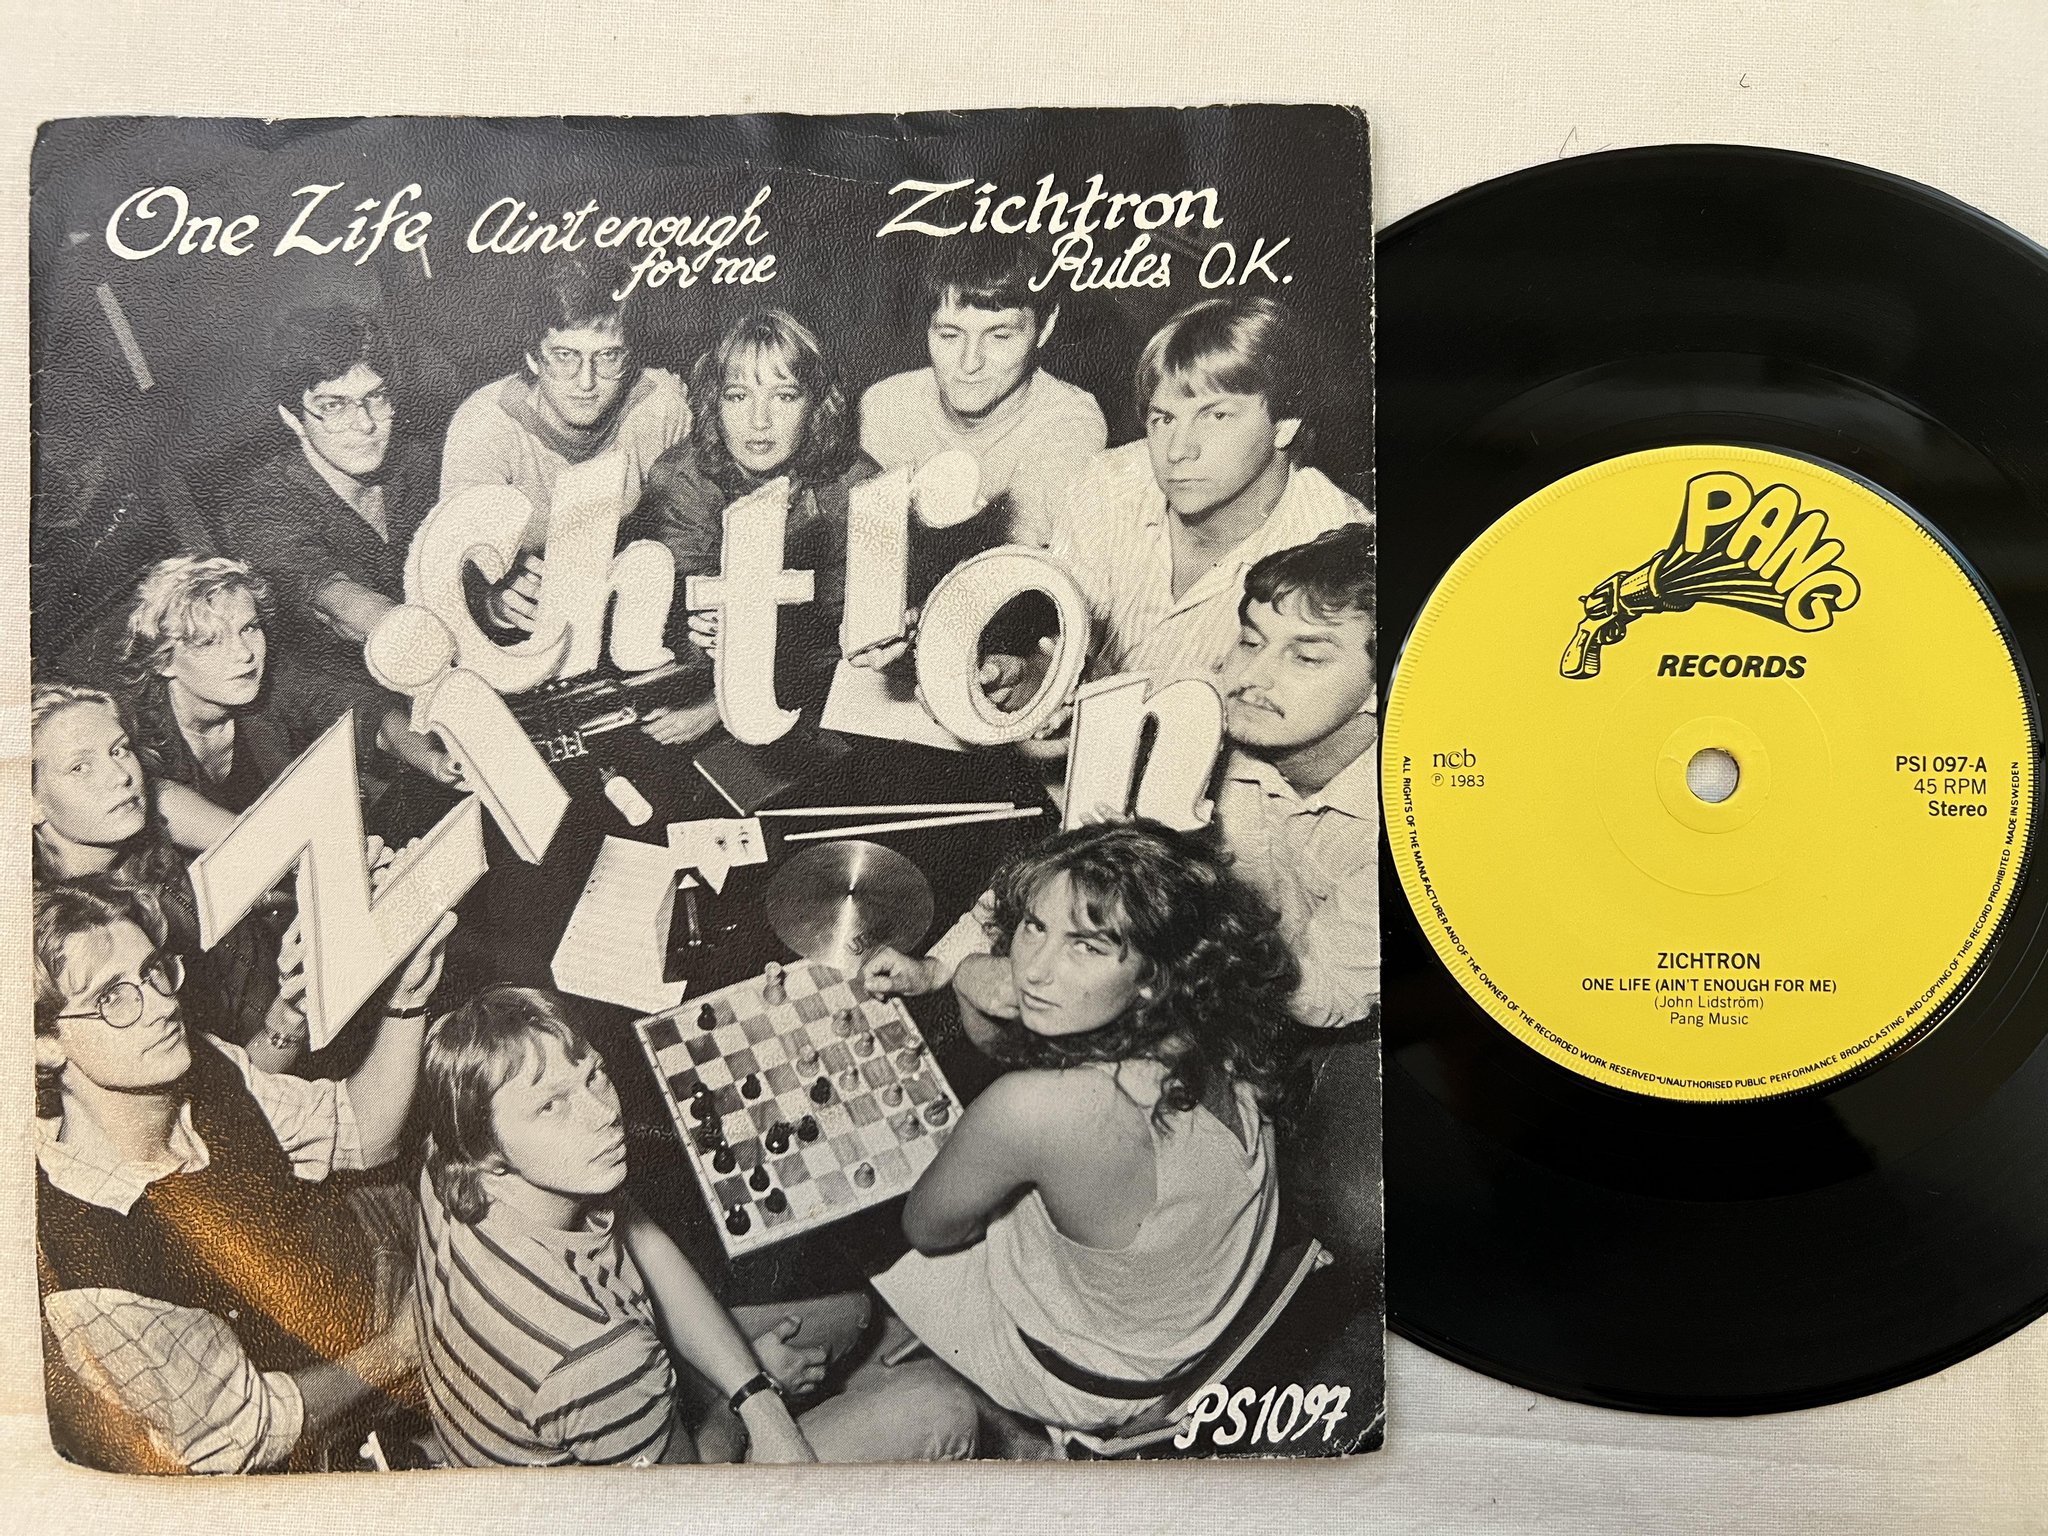 One Life Ain't enough
for me
Zichtron
Rules O.K.
Zichtron
PS1097
PANG
RECORDS
ncb
℗ 1983
PSI 097-A
45 RPM
Stereo
ZICHTRON
ONE LIFE (AIN'T ENOUGH FOR ME)
(John Lidström)
Pang Music
ALL RIGHTS OF THE MANUFACTURER AND OF THE OWNER OF THE RECORDED WORK RESERVED • UNAUTHORISED PUBLIC PERFORMANCE BROADCASTING AND COPYING OF THIS RECORD PROHIBITED MADE IN SWEDEN